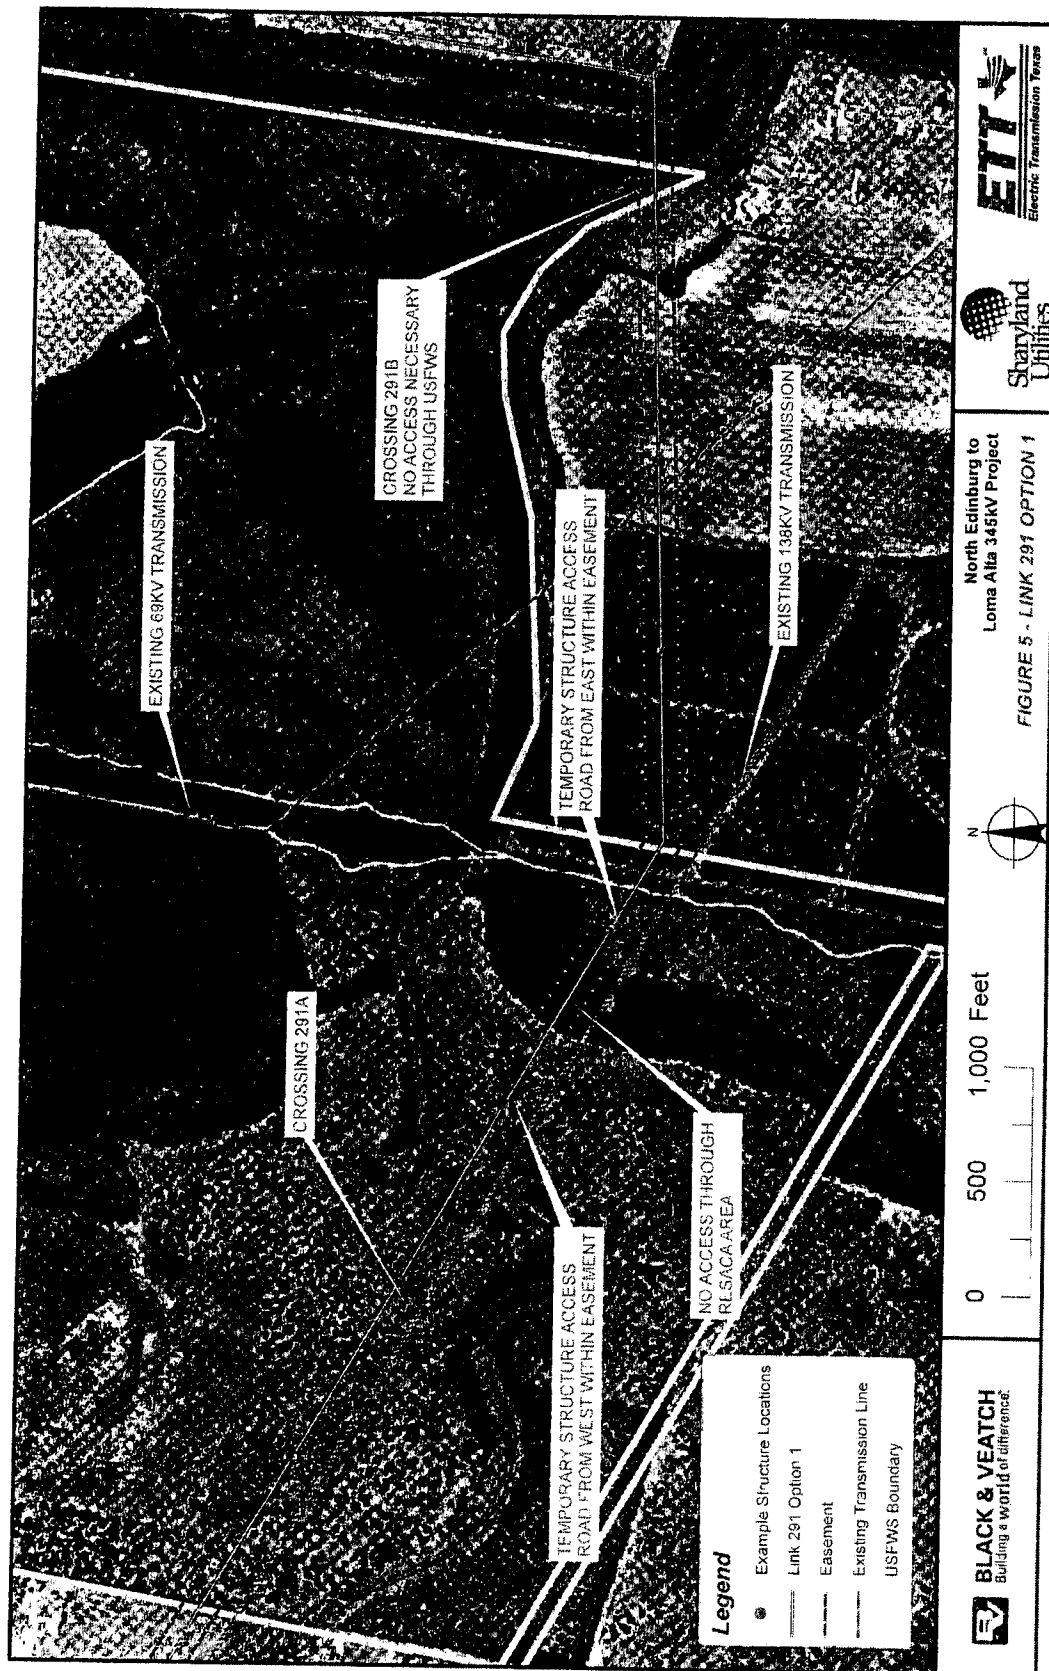 EXISTING 69KV TRANSMISSION
CROSSING 291B
NO ACCESS NECESSARY
THROUGH USFWS
CROSSING 291A
TEMPORARY STRUCTURE ACCESS
ROAD FROM WEST WITHIN EASEMENT
TEMPORARY STRUCTURE ACCESS
ROAD FROM EAST WITHIN EASEMENT
NO ACCESS THROUGH
RESACA AREA
EXISTING 138KV TRANSMISSION
Legend
Example Structure Locations
Link 291 Option 1
Easement
Existing Transmission Line
USFWS Boundary
BLACK & VEATCH
Building a world of difference.
0 500 1,000 Feet
N
North Edinburg to
Loma Alta 345kV Project
FIGURE 5 - LINK 291 OPTION 1
Sharyland
Utilities
ETT
Electric Transmission Texas